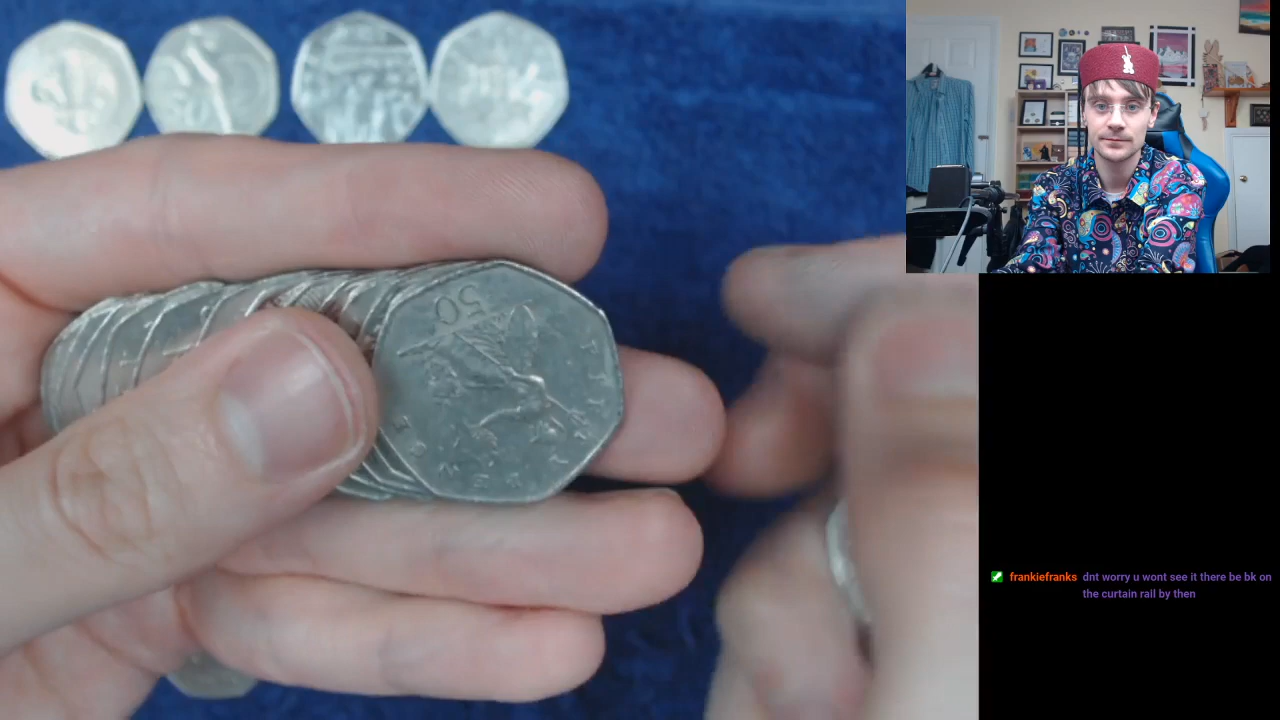 50
frankiefranks dnt worry u wont see it there be bk on
the curtain rail by then